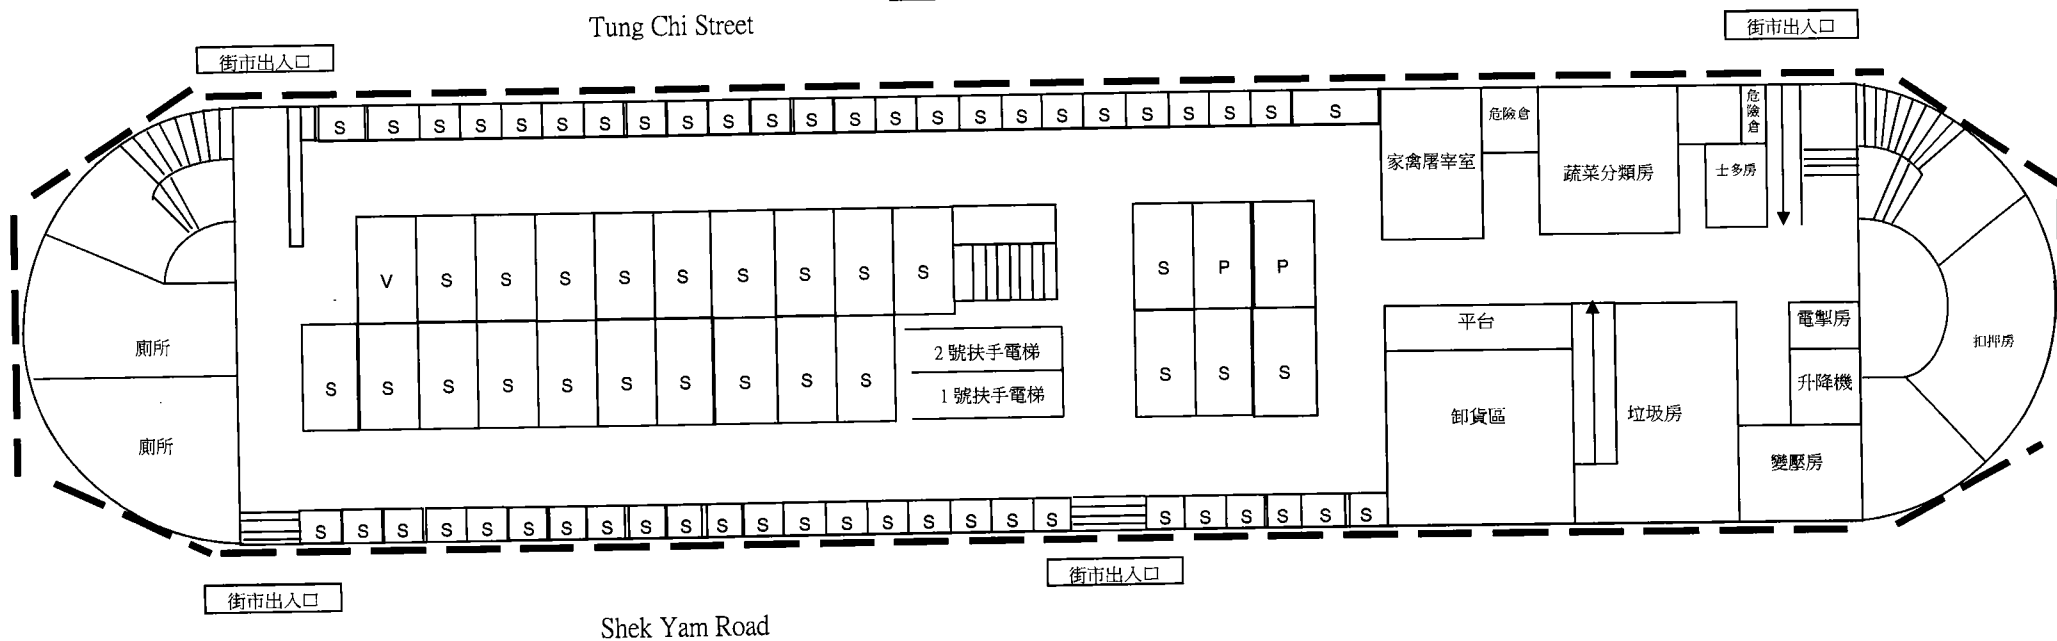 Tung Chi Street
街市出入口
街市出入口
S S S S S S S S S S S S S S S S S S S S S S S S
家禽屠宰室
危險倉
蔬菜分類房
危險倉
士多房
V S S S S S S S S S
S P P
S S S S S S S S S S
2 號扶手電梯
1 號扶手電梯
S S S
廁所
廁所
平台
卸貨區
垃圾房
電掣房
升降機
變壓房
扣押房
S S S S S S S S S S S S S S S S S S S
S S S S S S
街市出入口
街市出入口
Shek Yam Road